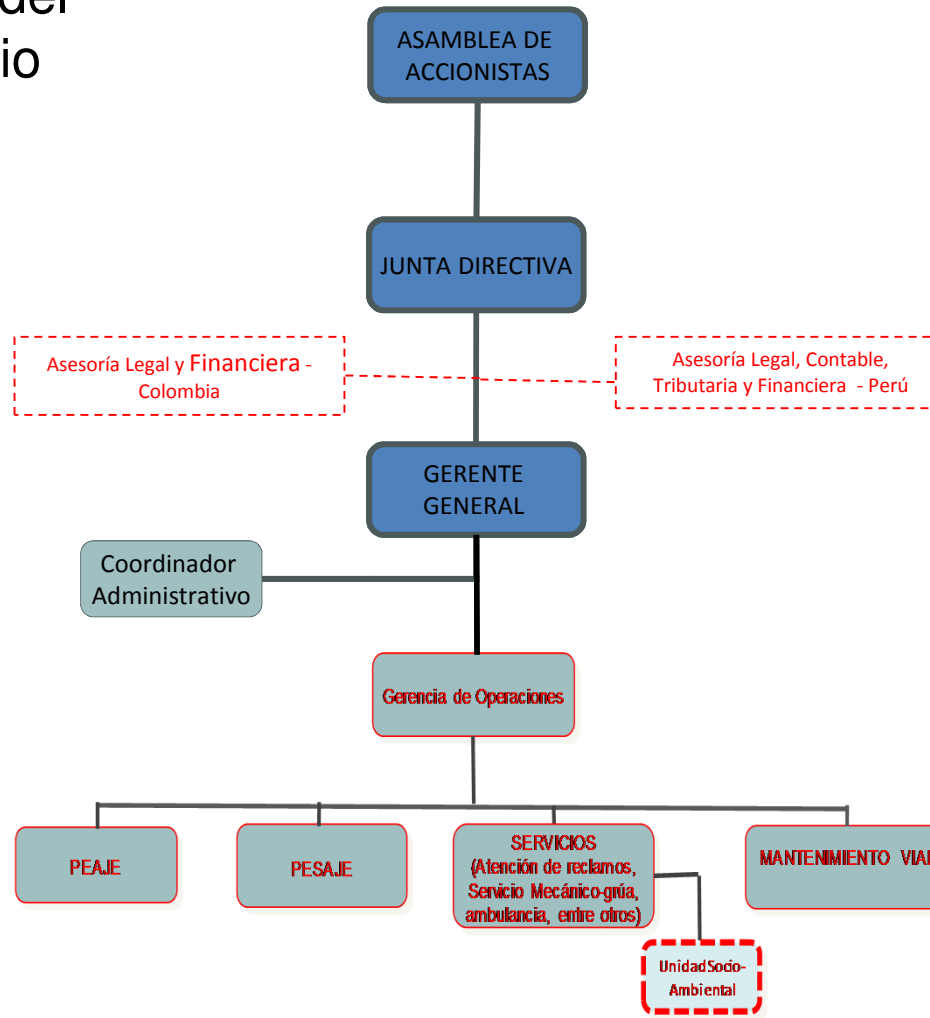 ASAMBLEA DE
ACCIONISTAS
JUNTA DIRECTIVA
Asesoría Legal y Financiera -
Colombia
Asesoría Legal, Contable,
Tributaria y Financiera - Perú
GERENTE
GENERAL
Coordinador
Administrativo
Gerencia de Operaciones
PEAJE
PESAJE
SERVICIOS
(Atención de reclamos,
Servicio Mecánico-grúa,
ambulancia, entre otros)
MANTENIMIENTO
Unidad Socio-
Ambiental